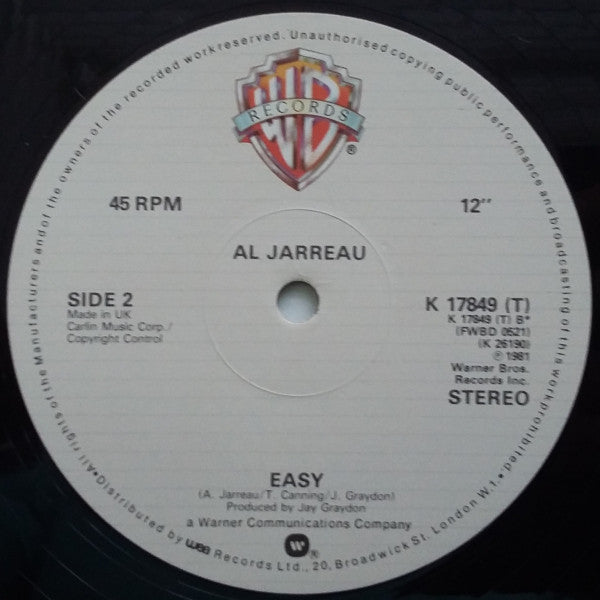 All rights of the Manufacturers and of the owners of the recorded work reserved. Unauthorised copying public performance and broadcasting of this work prohibited.
WB
RECORDS
®
45 RPM
12"
AL JARREAU
SIDE 2
Made in UK
Carlin Music Corp./
Copyright Control
K 17849 (T)
K 17849 (T) B*
(FWBD 0521)
(K 26190)
℗ 1981
Warner Bros.
Records Inc.
STEREO
EASY
(A. Jarreau/T. Canning/J. Graydon)
Produced by Jay Graydon
a Warner Communications Company
®
•Distributed by wea Records Ltd., 20, Broadwick St. London W.1.•